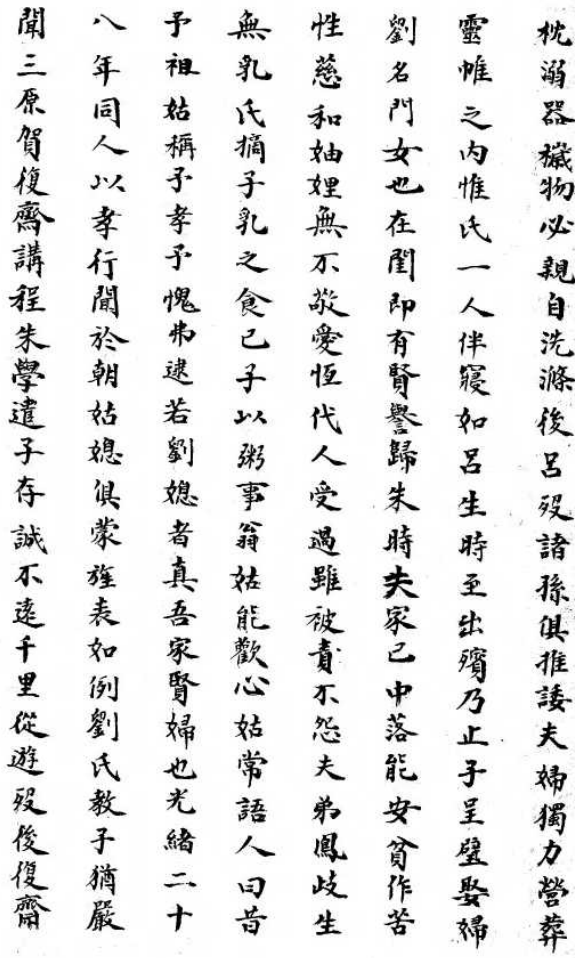 枕溺器穢物必親自洗滌後呂歿諸孫俱推諉夫婦獨力營葬
靈帷之內惟氏一人伴寢如呂生時至出殯乃止子呈璧娶婦
劉名門女也在閨即有賢譽歸朱時夫家已中落能安貧作苦
性慈和妯娌無不敬愛恆代人受過雖被責不怨夫弟鳳岐生
無乳氏摘子乳之食已子以粥事翁姑能歡心姑常語人曰昔
予祖姑稱予孝予愧弗逮若劉媳者真吾家賢婦也光緒二十
八年同人以孝行聞於朝姑媳俱蒙旌表如例劉氏教子猶嚴
聞三原賀復齋講程朱學遣子存誠不遠千里從遊歿後復齋